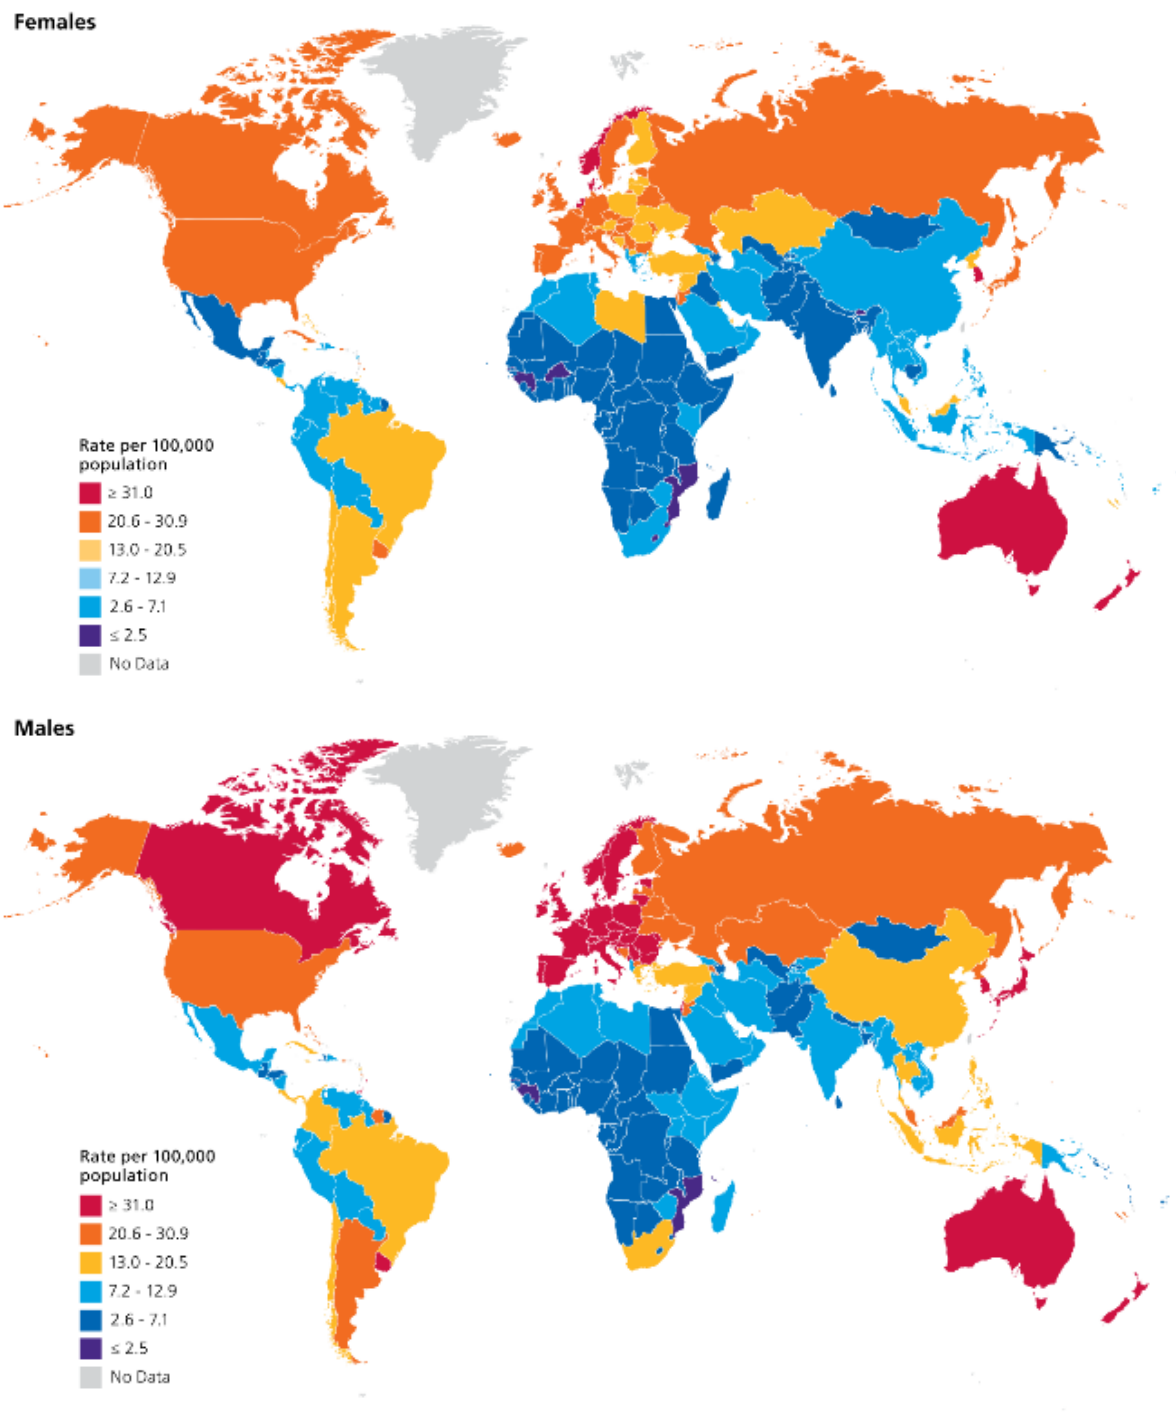 Females
Rate per 100,000
population
≥ 31.0
20.6 - 30.9
13.0 - 20.5
7.2 - 12.9
2.6 - 7.1
≤ 2.5
No Data
Males
Rate per 100,000
population
≥ 31.0
20.6 - 30.9
13.0 - 20.5
7.2 - 12.9
2.6 - 7.1
≤ 2.5
No Data